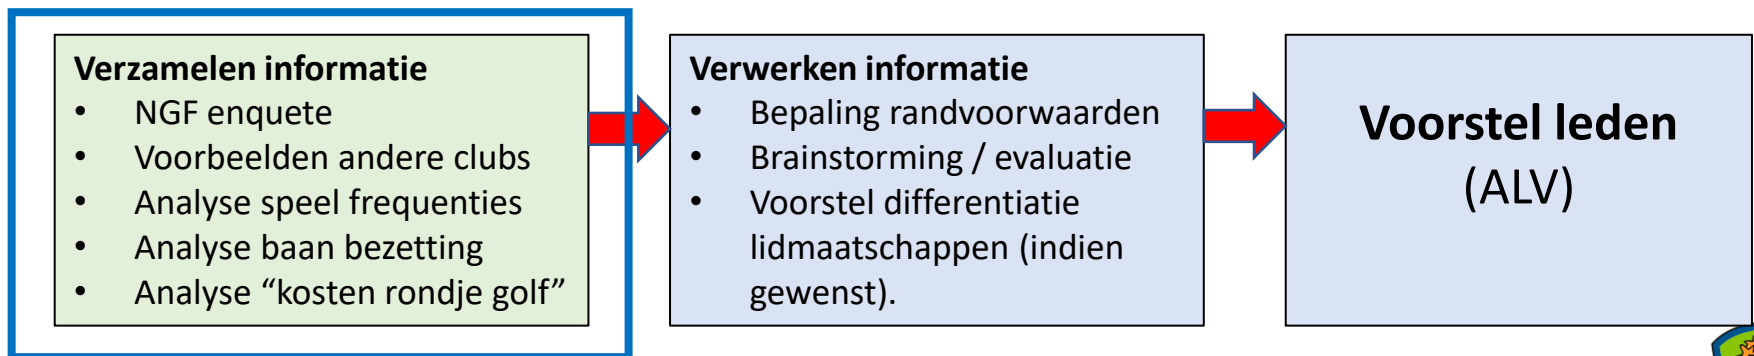 Verzamelen informatie
• NGF enquete
• Voorbeelden andere clubs
• Analyse speel frequenties
• Analyse baan bezetting
• Analyse “kosten rondje golf”
Verwerken informatie
• Bepaling randvoorwaarden
• Brainstorming / evaluatie
• Voorstel differentiatie
lidmaatschappen (indien
gewenst).
Voorstel leden
(ALV)